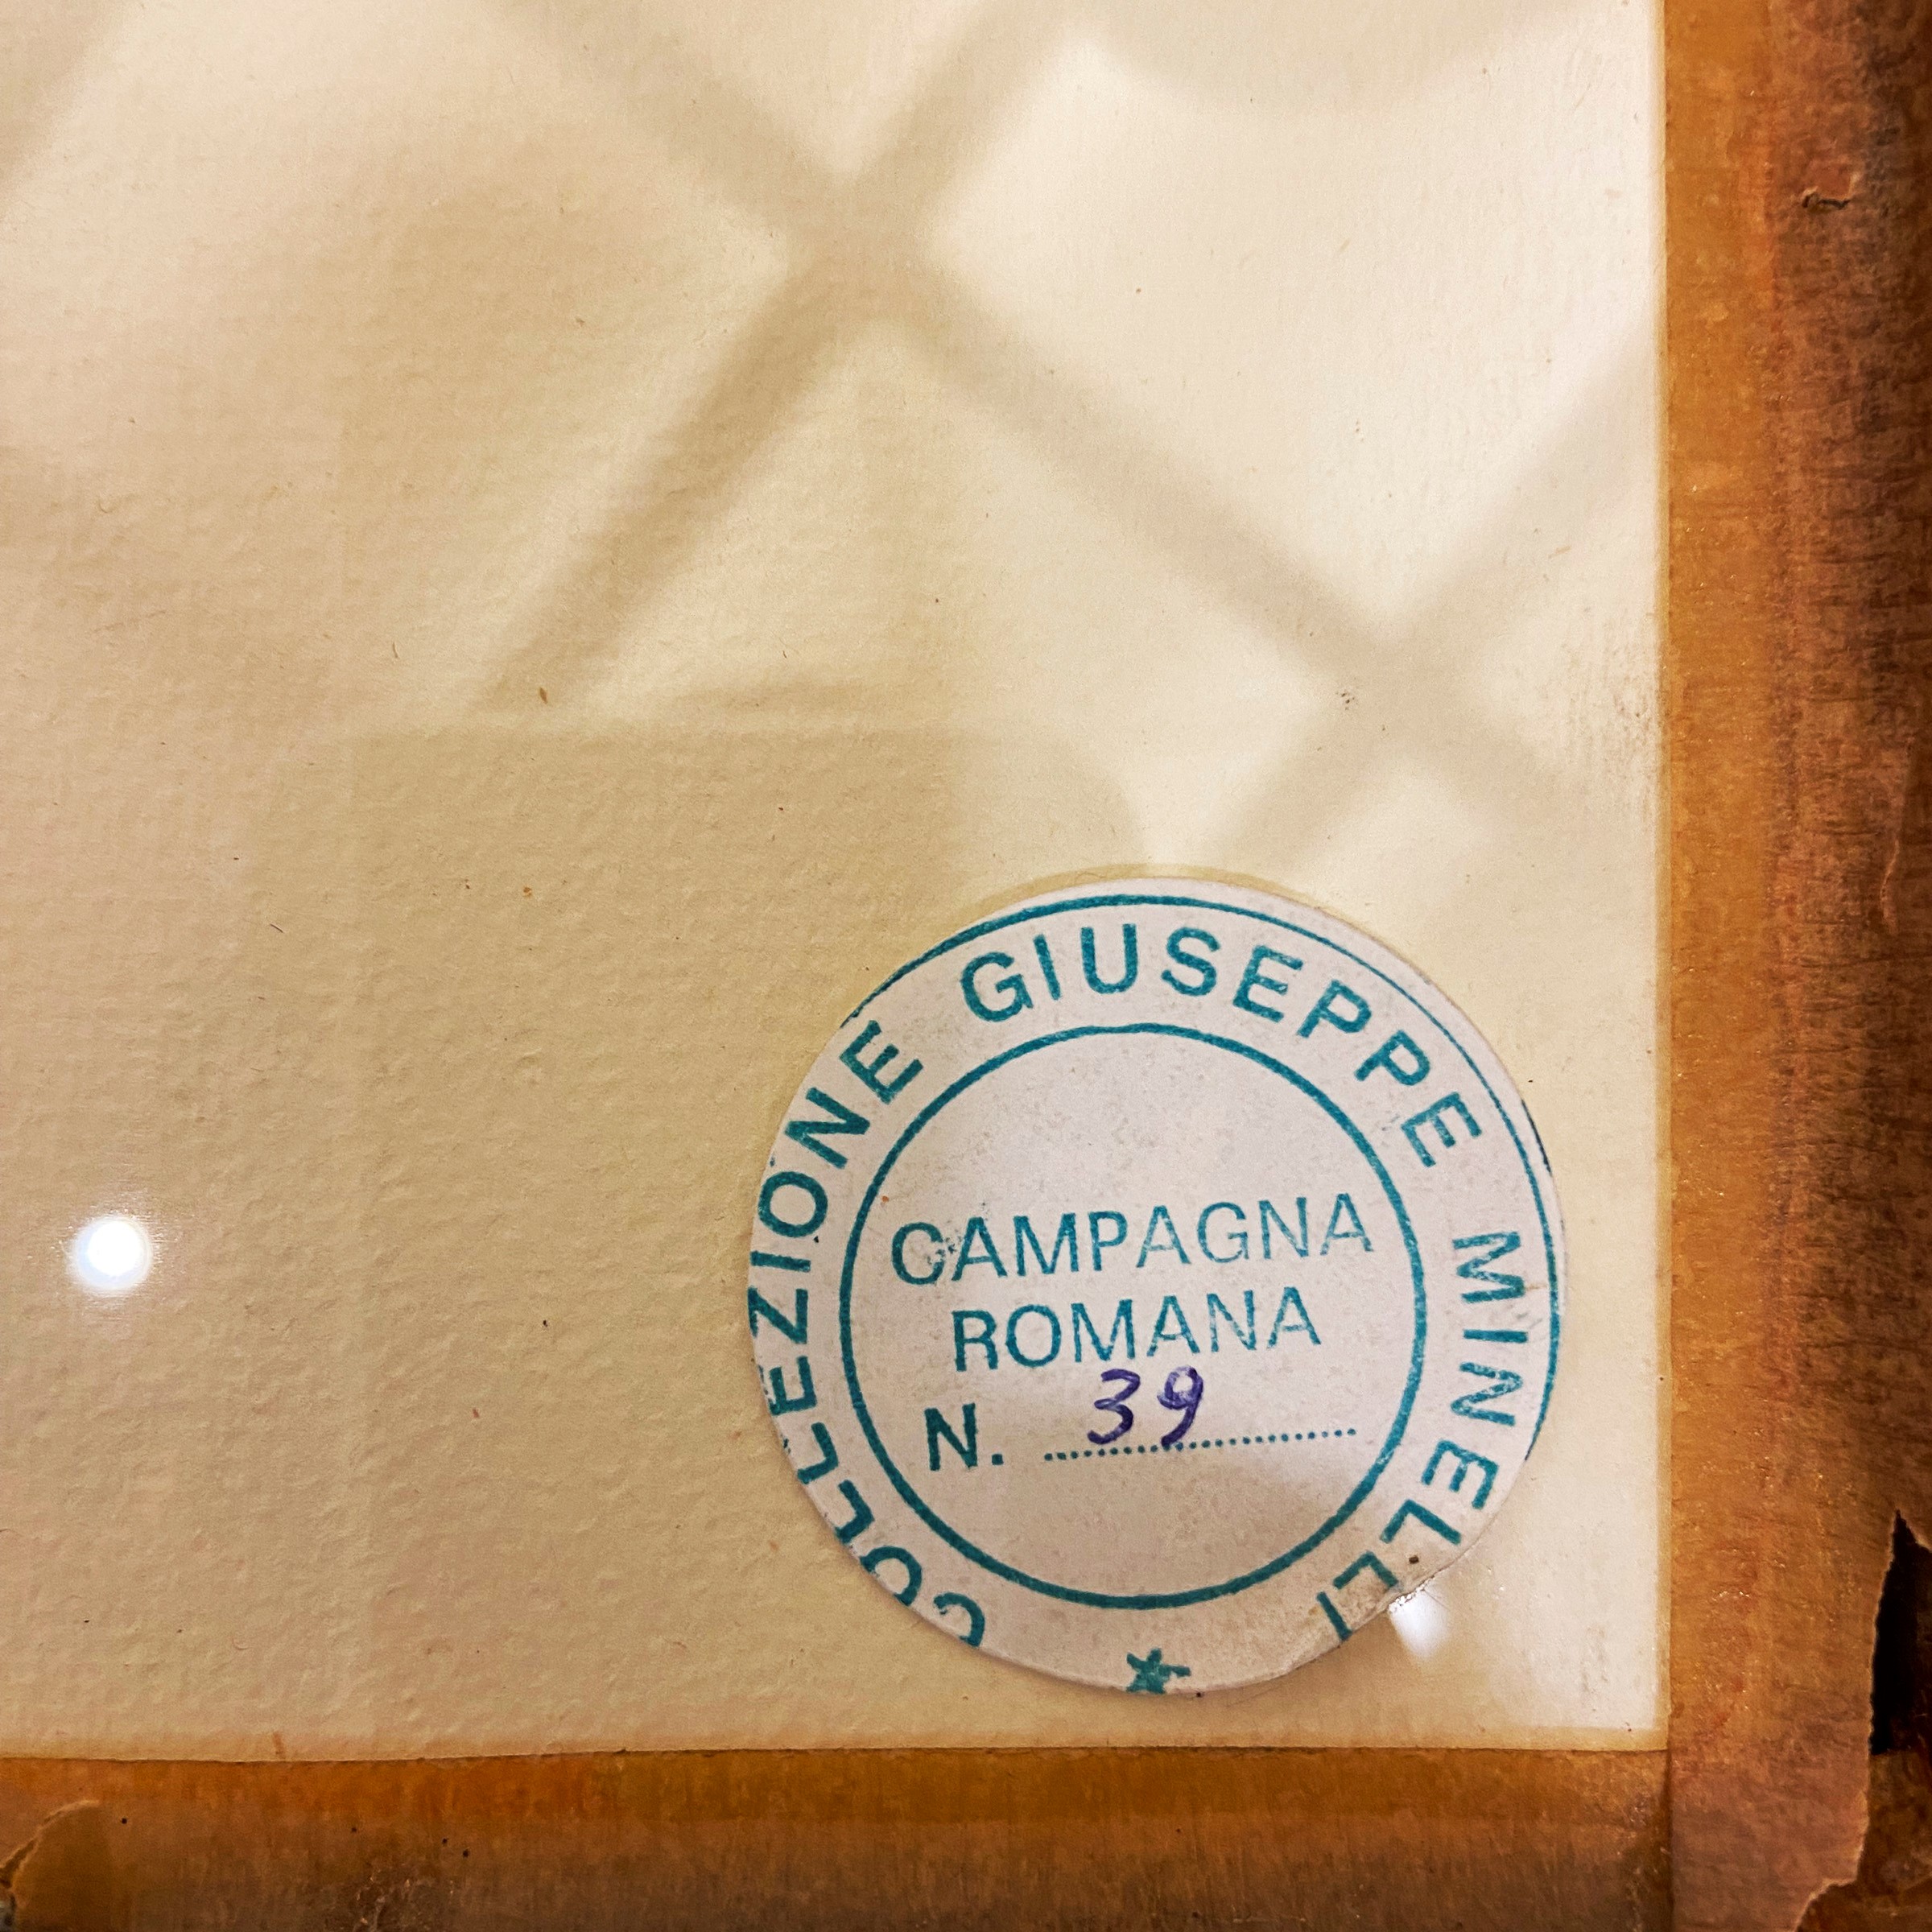 COLLEZIONE GIUSEPPE MINELLI
CAMPAGNA
ROMANA
N. 39